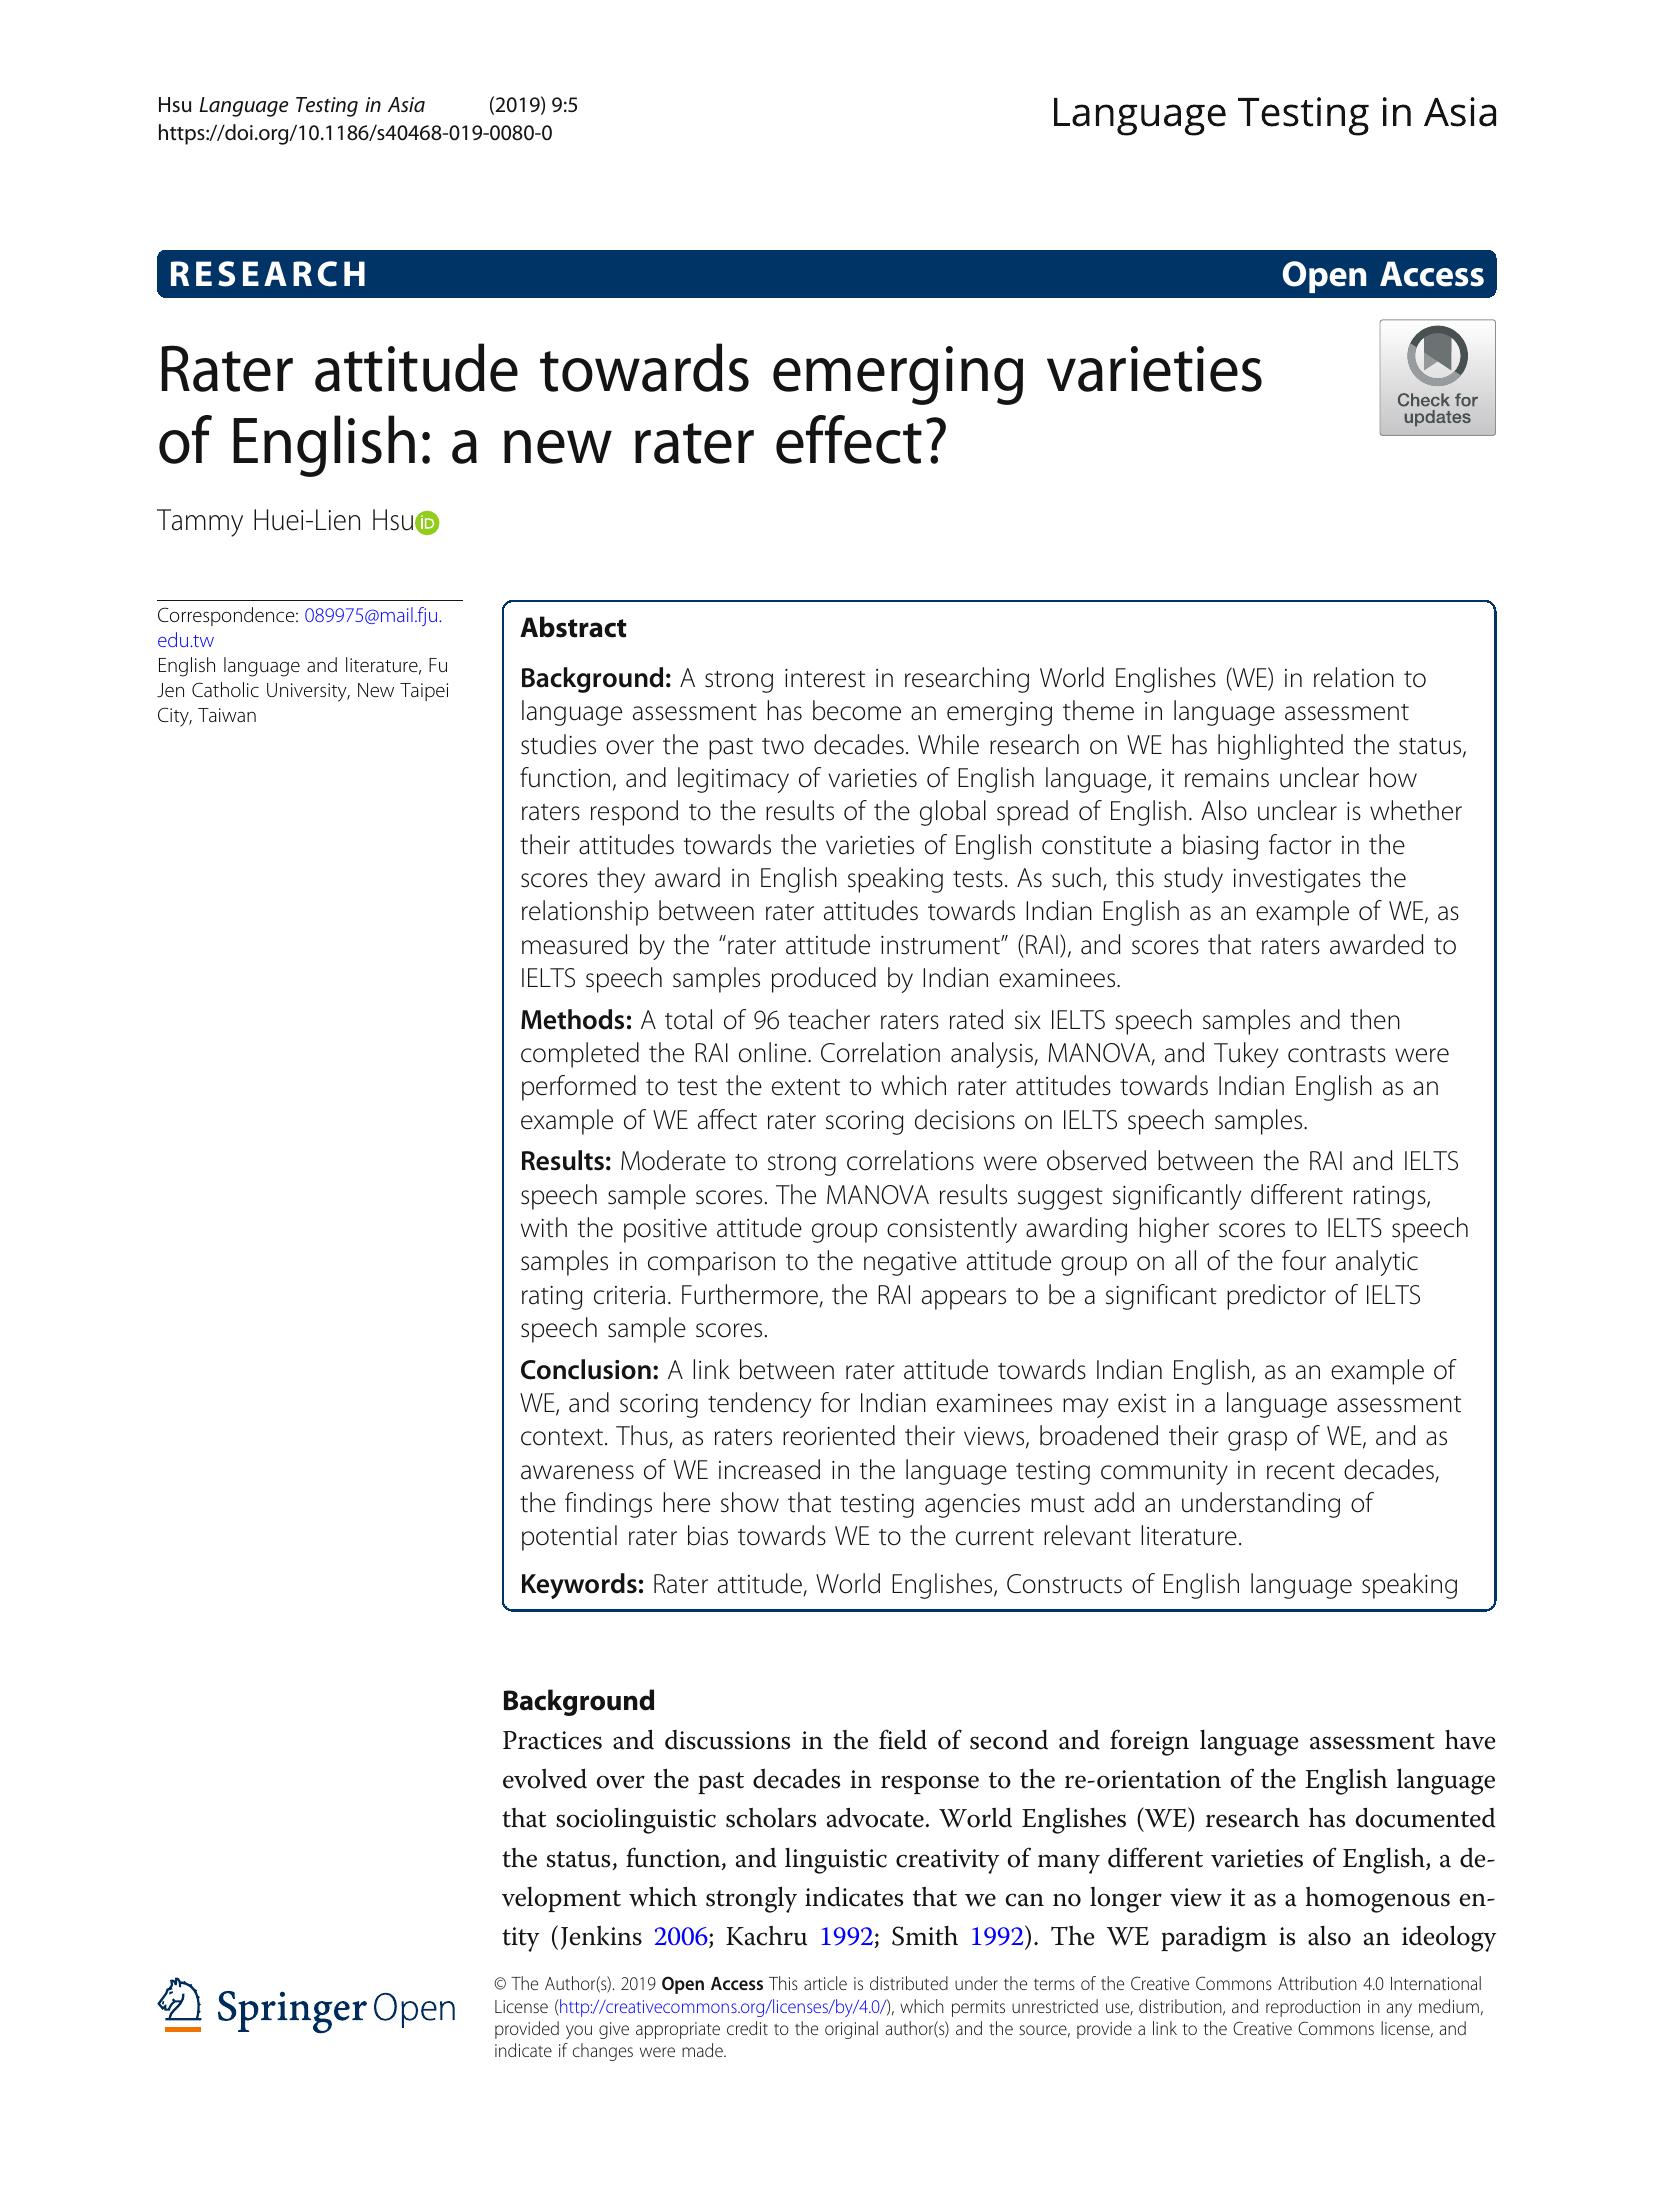 Hsu Language Testing in Asia (2019) 9:5
https://doi.org/10.1186/s40468-019-0080-0
Language Testing in Asia
RESEARCH Open Access
Rater attitude towards emerging varieties
of English: a new rater effect?
Check for
updates
Tammy Huei-Lien Hsu
iD
Correspondence: 089975@mail.fju.
edu.tw
English language and literature, Fu
Jen Catholic University, New Taipei
City, Taiwan
Abstract
Background: A strong interest in researching World Englishes (WE) in relation to
language assessment has become an emerging theme in language assessment
studies over the past two decades. While research on WE has highlighted the status,
function, and legitimacy of varieties of English language, it remains unclear how
raters respond to the results of the global spread of English. Also unclear is whether
their attitudes towards the varieties of English constitute a biasing factor in the
scores they award in English speaking tests. As such, this study investigates the
relationship between rater attitudes towards Indian English as an example of WE, as
measured by the “rater attitude instrument” (RAI), and scores that raters awarded to
IELTS speech samples produced by Indian examinees.
Methods: A total of 96 teacher raters rated six IELTS speech samples and then
completed the RAI online. Correlation analysis, MANOVA, and Tukey contrasts were
performed to test the extent to which rater attitudes towards Indian English as an
example of WE affect rater scoring decisions on IELTS speech samples.
Results: Moderate to strong correlations were observed between the RAI and IELTS
speech sample scores. The MANOVA results suggest significantly different ratings,
with the positive attitude group consistently awarding higher scores to IELTS speech
samples in comparison to the negative attitude group on all of the four analytic
rating criteria. Furthermore, the RAI appears to be a significant predictor of IELTS
speech sample scores.
Conclusion: A link between rater attitude towards Indian English, as an example of
WE, and scoring tendency for Indian examinees may exist in a language assessment
context. Thus, as raters reoriented their views, broadened their grasp of WE, and as
awareness of WE increased in the language testing community in recent decades,
the findings here show that testing agencies must add an understanding of
potential rater bias towards WE to the current relevant literature.
Keywords: Rater attitude, World Englishes, Constructs of English language speaking
Background
Practices and discussions in the field of second and foreign language assessment have
evolved over the past decades in response to the re-orientation of the English language
that sociolinguistic scholars advocate. World Englishes (WE) research has documented
the status, function, and linguistic creativity of many different varieties of English, a de-
velopment which strongly indicates that we can no longer view it as a homogenous en-
tity (Jenkins 2006; Kachru 1992; Smith 1992). The WE paradigm is also an ideology
Springer Open
© The Author(s). 2019 Open Access This article is distributed under the terms of the Creative Commons Attribution 4.0 International
License (http://creativecommons.org/licenses/by/4.0/), which permits unrestricted use, distribution, and reproduction in any medium,
provided you give appropriate credit to the original author(s) and the source, provide a link to the Creative Commons license, and
indicate if changes were made.